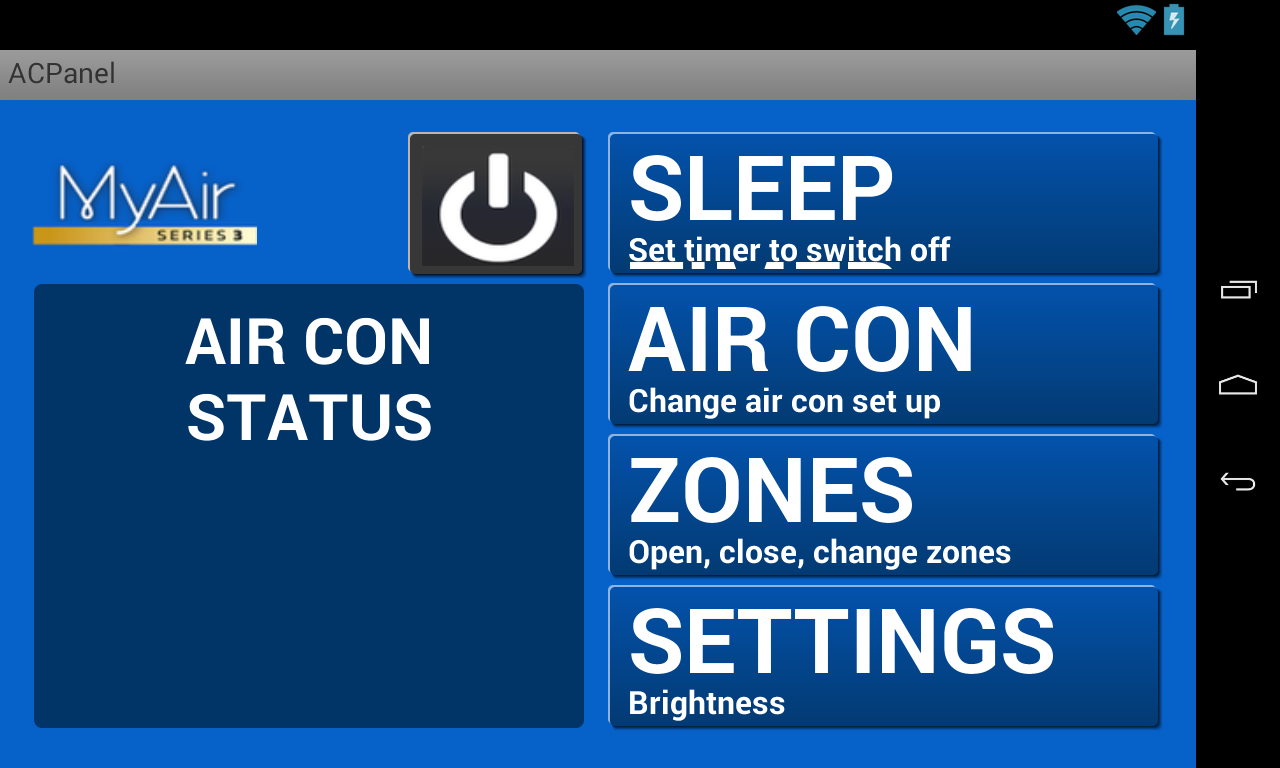 ACPanel
MyAir
SERIES 3
AIR CON
STATUS
SLEEP
Set timer to switch off
AIR CON
Change air con set up
ZONES
Open, close, change zones
SETTINGS
Brightness